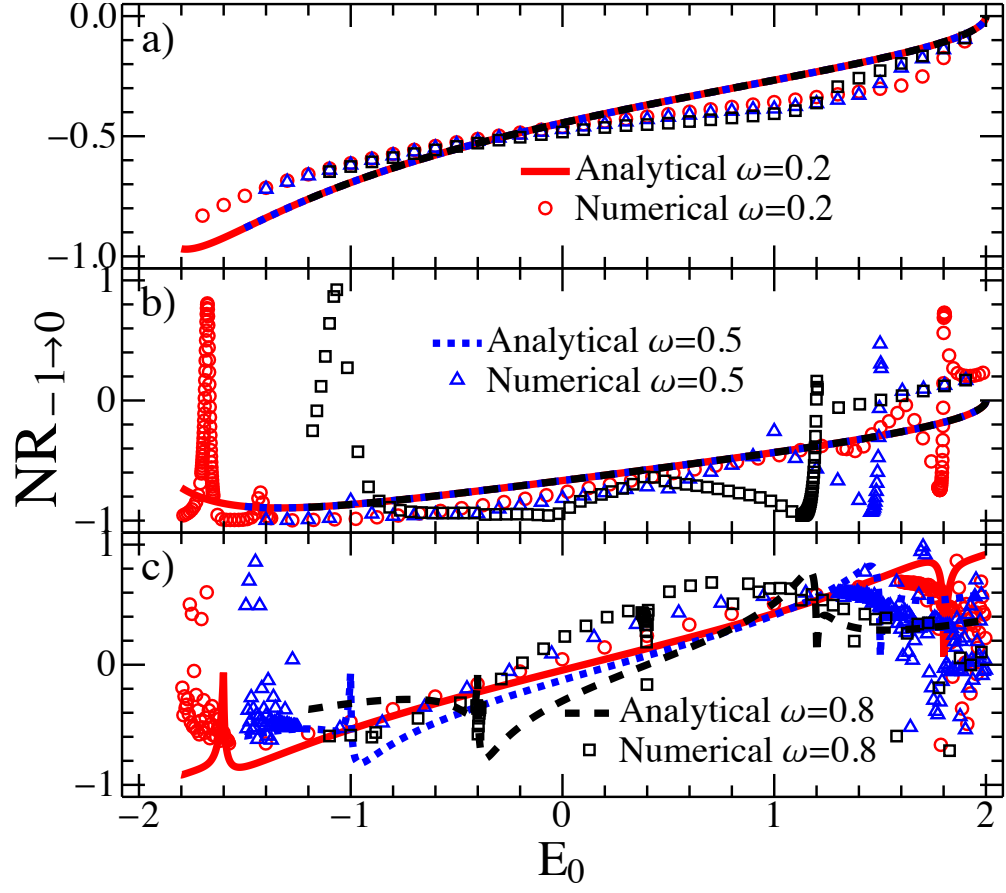 0.0
a)
−0.5
Analytical ω=0.2
Numerical ω=0.2
−1.0
1
b)
Analytical ω=0.5
Numerical ω=0.5
0
NR₋₁→₀
−1
1
c)
0
Analytical ω=0.8
Numerical ω=0.8
−1
−2 −1 0 1 2
E₀